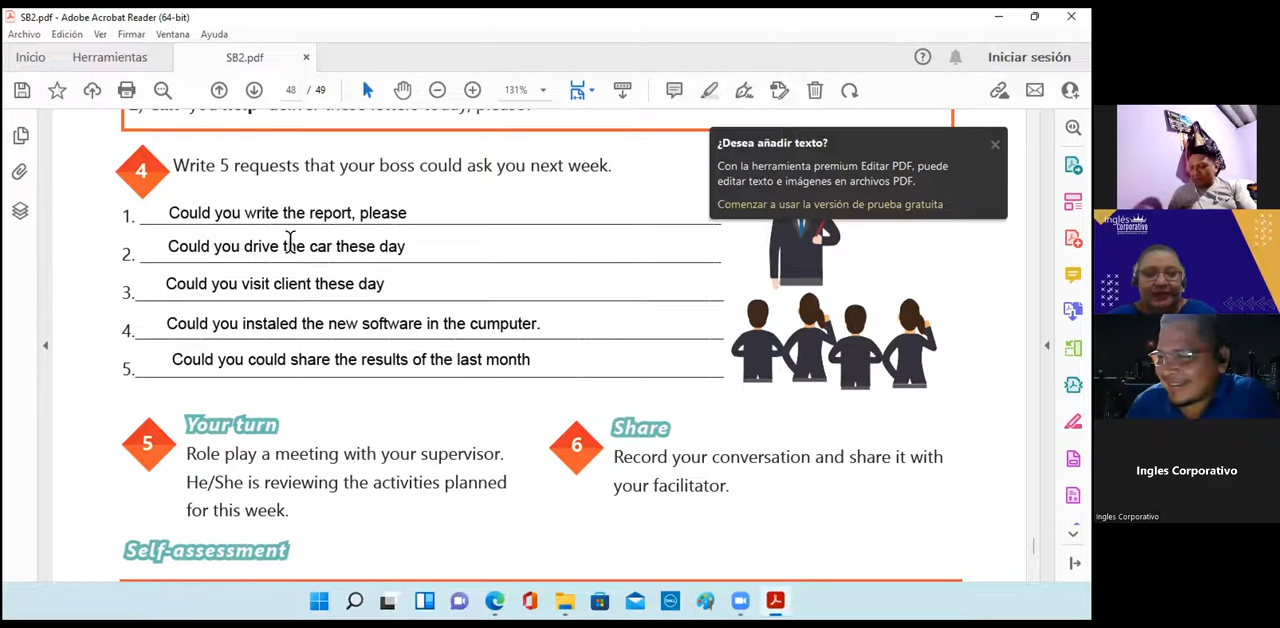 SB2.pdf - Adobe Acrobat Reader (64-bit)
Archivo Edición Ver Firmar Ventana Ayuda
Inicio Herramientas SB2.pdf Iniciar sesión
48 / 49 131%
4 Write 5 requests that your boss could ask you next week.
1. Could you write the report, please
2. Could you drive the car these day
3. Could you visit client these day
4. Could you instaled the new software in the cumputer.
5. Could you could share the results of the last month
¿Desea añadir texto?
Con la herramienta premium Editar PDF, puede
editar texto e imágenes en archivos PDF.
Comenzar a usar la versión de prueba gratuita
5 Your turn
Role play a meeting with your supervisor.
He/She is reviewing the activities planned
for this week.
6 Share
Record your conversation and share it with
your facilitator.
Self-assessment
Inglés
Corporativo
Ingles Corporativo
Ingles Corporativo